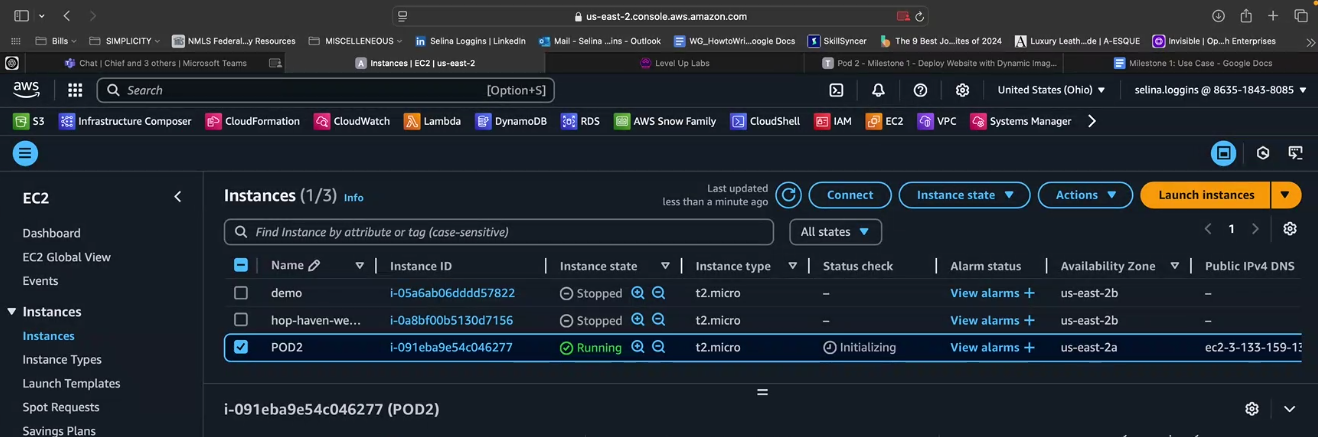 us-east-2.console.aws.amazon.com
Bills SIMPLICITY NMLS Federal...y Resources MISCELLENEOUS Selina Loggins | LinkedIn Mail - Selina ...ins - Outlook WG_HowtoWri...oogle Docs SkillSyncer The 9 Best Jo...ites of 2024 Luxury Leath...de | A-ESQUE Invisible | Op...h Enterprises
Chat | Chief and 3 others | Microsoft Teams Instances | EC2 | us-east-2 Level Up Labs Pod 2 - Milestone 1 - Deploy Website with Dynamic Imag... Milestone 1: Use Case - Google Docs
aws Search [Option+S] United States (Ohio) selina.loggins @ 8635-1843-8085
S3 Infrastructure Composer CloudFormation CloudWatch Lambda DynamoDB RDS AWS Snow Family CloudShell IAM EC2 VPC Systems Manager
EC2
Dashboard
EC2 Global View
Events
Instances
Instances
Instance Types
Launch Templates
Spot Requests
Savings Plans
Instances (1/3) Info Last updated less than a minute ago Connect Instance state Actions Launch instances
Find Instance by attribute or tag (case-sensitive) All states 1
Name Instance ID Instance state Instance type Status check Alarm status Availability Zone Public IPv4 DNS
demo i-05a6ab06dddd57822 Stopped t2.micro – View alarms + us-east-2b –
hop-haven-we... i-0a8bf00b5130d7156 Stopped t2.micro – View alarms + us-east-2b –
POD2 i-091eba9e54c046277 Running t2.micro Initializing View alarms + us-east-2a ec2-3-133-159-13
i-091eba9e54c046277 (POD2)